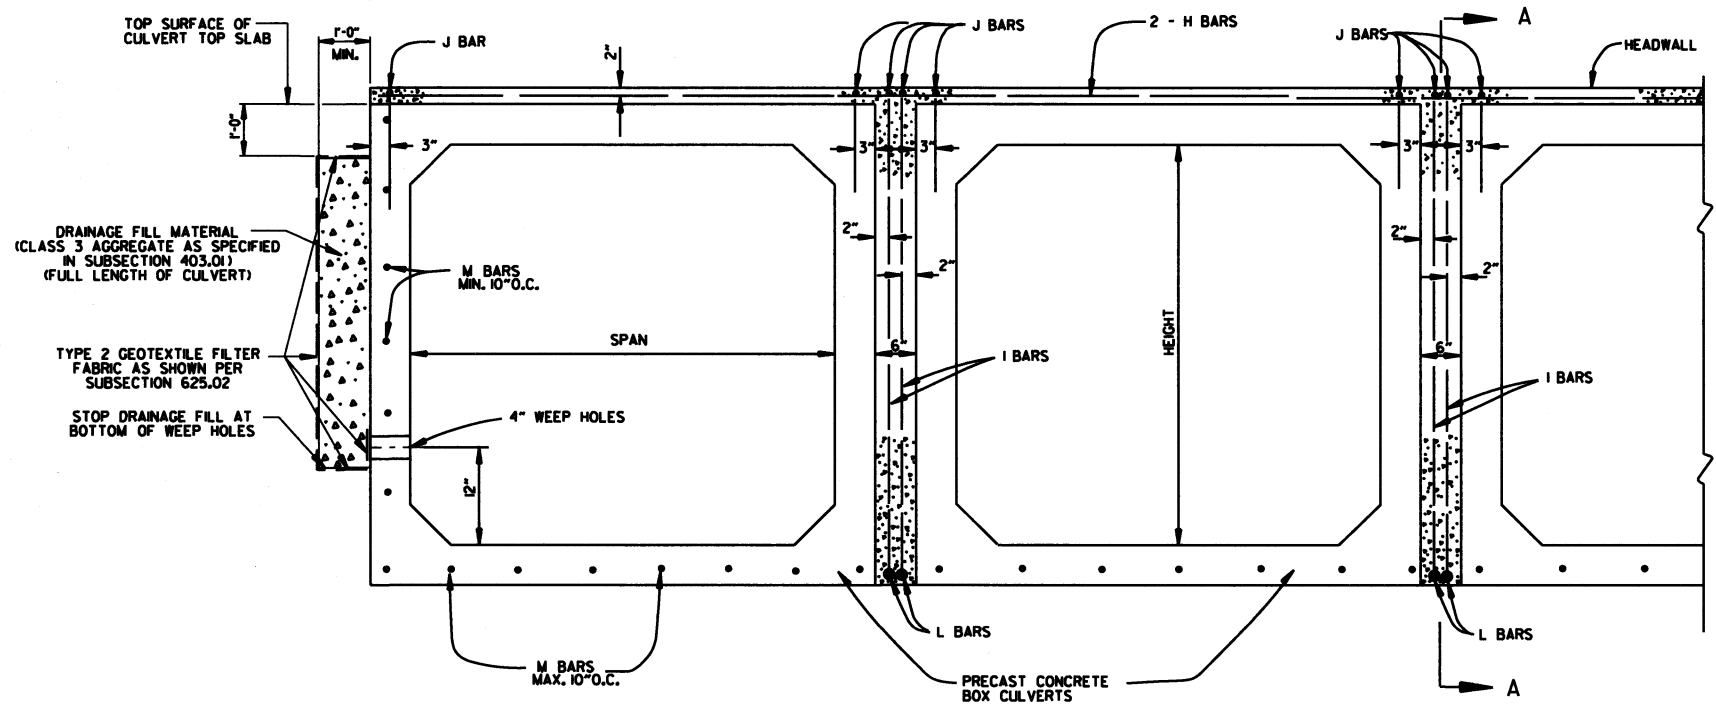 TOP SURFACE OF
CULVERT TOP SLAB
1'-0"
MIN.
J BAR
2"
J BARS
2 - H BARS
J BARS
A
HEADWALL
1'-0"
3"
3"
3"
3"
3"
DRAINAGE FILL MATERIAL
(CLASS 3 AGGREGATE AS SPECIFIED
IN SUBSECTION 403.01)
(FULL LENGTH OF CULVERT)
2"
2"
2"
2"
M BARS
MIN. 10"O.C.
SPAN
HEIGHT
6"
6"
I BARS
I BARS
TYPE 2 GEOTEXTILE FILTER
FABRIC AS SHOWN PER
SUBSECTION 625.02
STOP DRAINAGE FILL AT
BOTTOM OF WEEP HOLES
4" WEEP HOLES
12"
L BARS
L BARS
M BARS
MAX. 10"O.C.
PRECAST CONCRETE
BOX CULVERTS
A